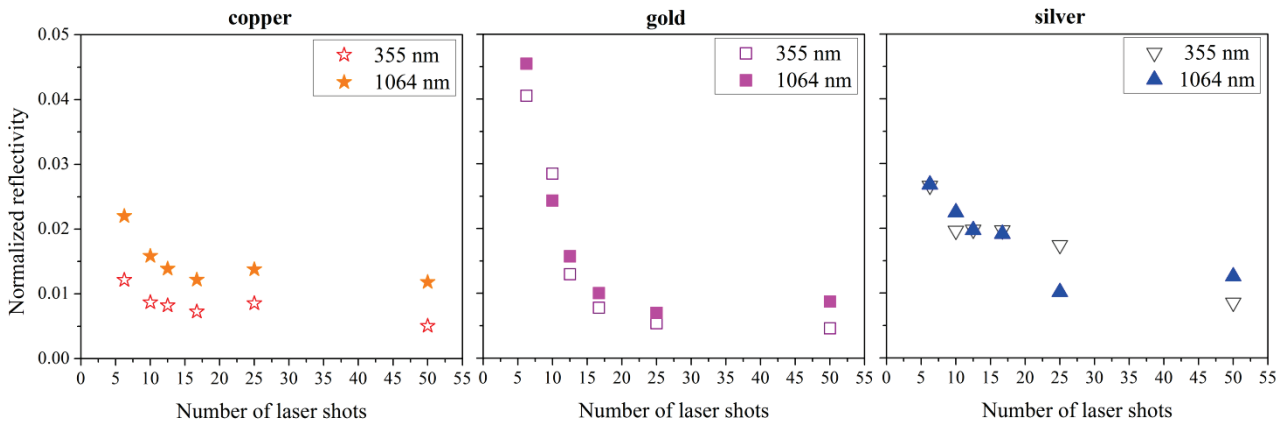 copper
gold
silver
0.05
0.04
0.03
0.02
0.01
0.00
Normalized reflectivity
355 nm
1064 nm
355 nm
1064 nm
355 nm
1064 nm
0 5 10 15 20 25 30 35 40 45 50 55
0 5 10 15 20 25 30 35 40 45 50 55
0 5 10 15 20 25 30 35 40 45 50 55
Number of laser shots
Number of laser shots
Number of laser shots